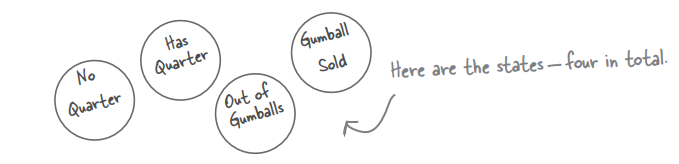 No
Quarter
Has
Quarter
Out of
Gumballs
Gumball
Sold
Here are the states — four in total.